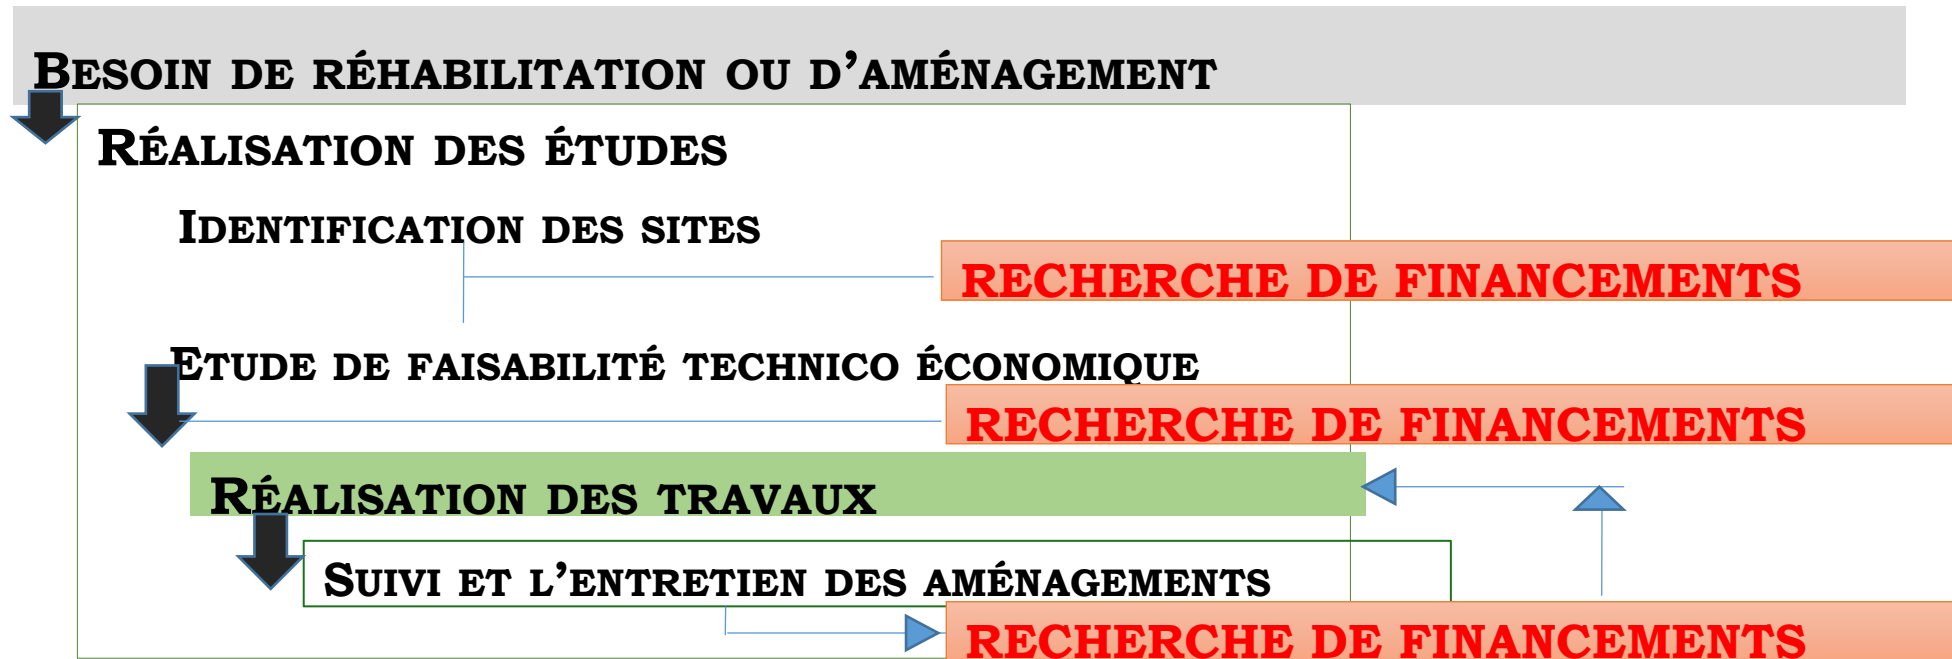 BESOIN DE RÉHABILITATION OU D’AMÉNAGEMENT
RÉALISATION DES ÉTUDES
IDENTIFICATION DES SITES
RECHERCHE DE FINANCEMENTS
ETUDE DE FAISABILITÉ TECHNICO ÉCONOMIQUE
RECHERCHE DE FINANCEMENTS
RÉALISATION DES TRAVAUX
SUIVI ET L’ENTRETIEN DES AMÉNAGEMENTS
RECHERCHE DE FINANCEMENTS